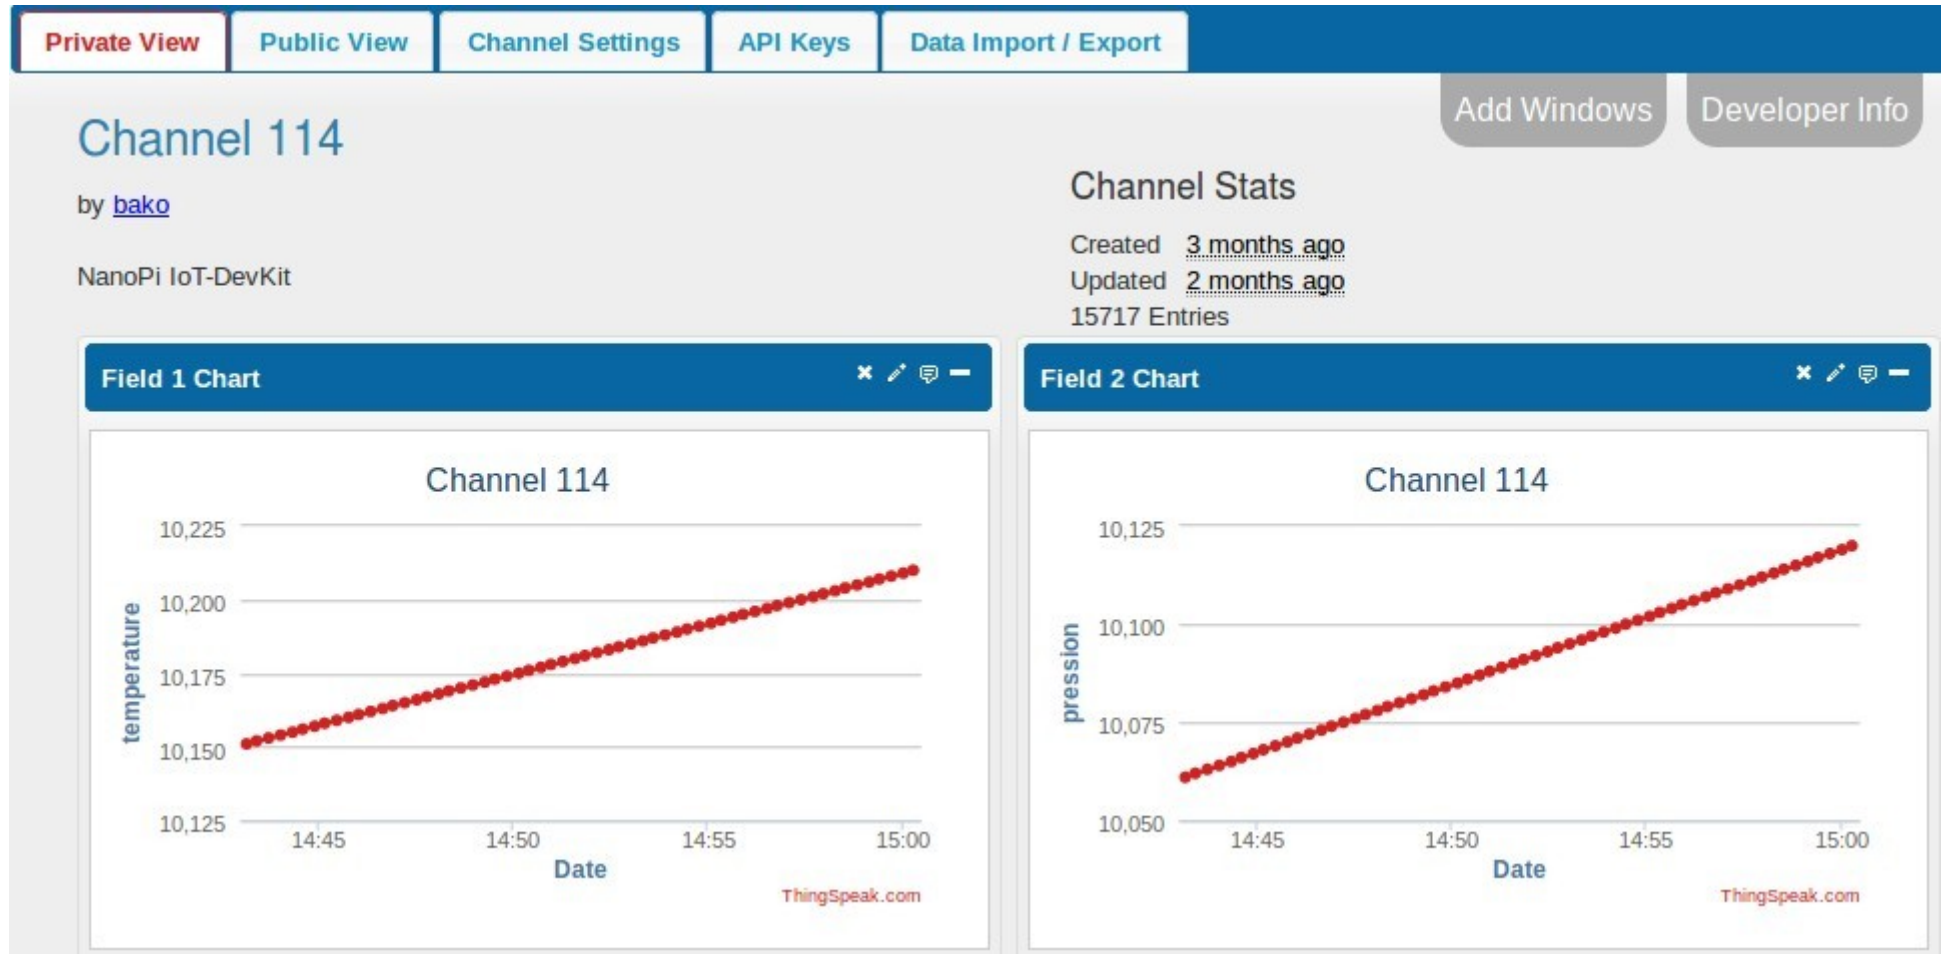 Private View
Public View
Channel Settings
API Keys
Data Import / Export
Add Windows
Developer Info
Channel 114
by bako
NanoPi IoT-DevKit
Channel Stats
Created 3 months ago
Updated 2 months ago
15717 Entries
Field 1 Chart
Channel 114
temperature
10,225
10,200
10,175
10,150
10,125
14:45 14:50 14:55 15:00
Date
ThingSpeak.com
Field 2 Chart
Channel 114
pression
10,125
10,100
10,075
10,050
14:45 14:50 14:55 15:00
Date
ThingSpeak.com